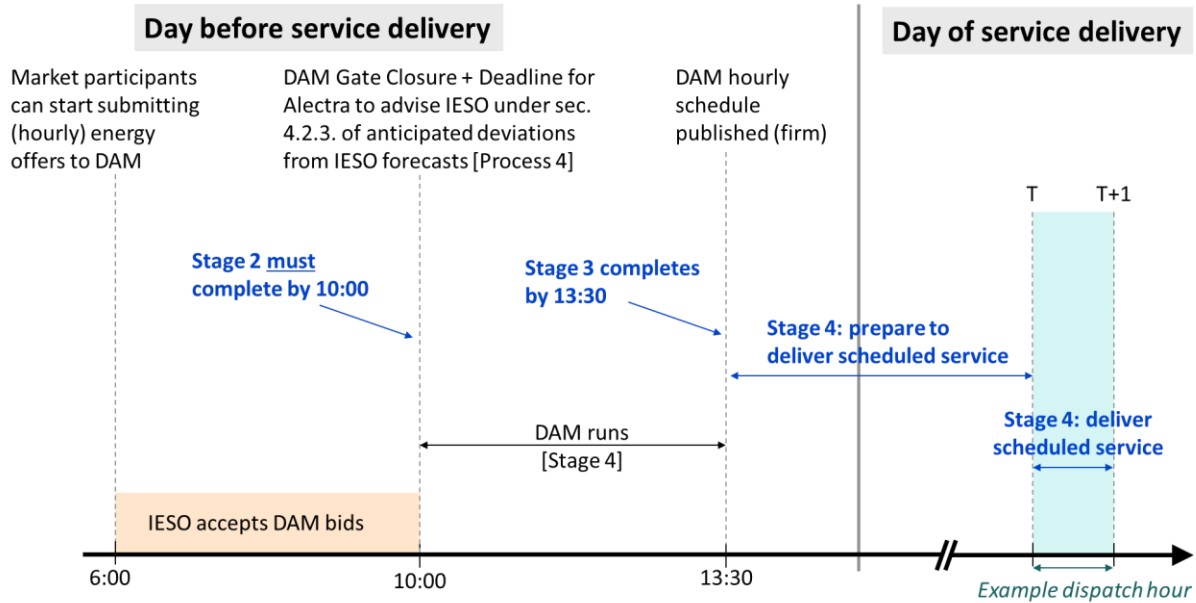 Day before service delivery
Day of service delivery
Market participants
can start submitting
(hourly) energy
offers to DAM
DAM Gate Closure + Deadline for
Alectra to advise IESO under sec.
4.2.3. of anticipated deviations
from IESO forecasts [Process 4]
DAM hourly
schedule
published (firm)
T
T+1
Stage 2 must
complete by 10:00
Stage 3 completes
by 13:30
Stage 4: prepare to
deliver scheduled service
Stage 4: deliver
scheduled service
DAM runs
[Stage 4]
IESO accepts DAM bids
6:00
10:00
13:30
Example dispatch hour